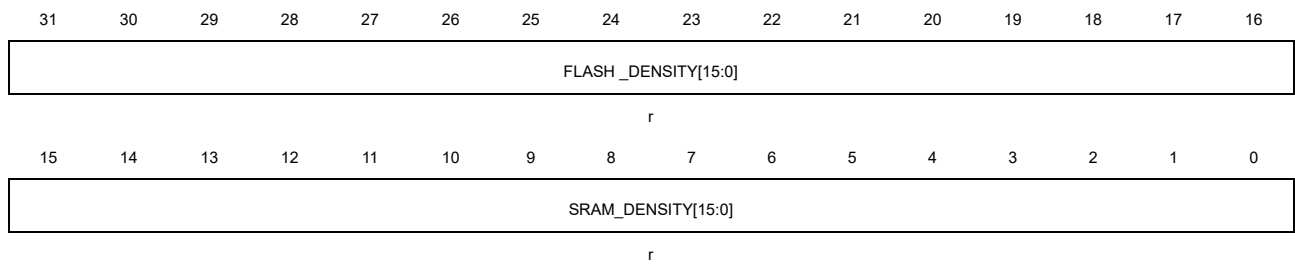 31 30 29 28 27 26 25 24 23 22 21 20 19 18 17 16
FLASH _DENSITY[15:0]
r
15 14 13 12 11 10 9 8 7 6 5 4 3 2 1 0
SRAM_DENSITY[15:0]
r